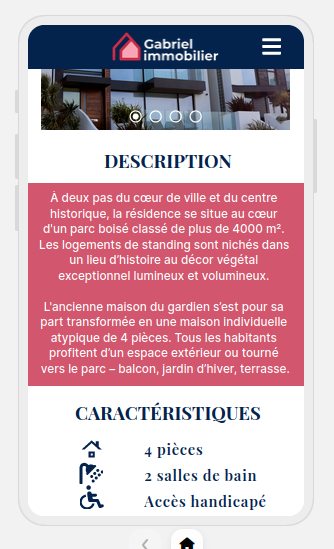 Gabriel
immobilier
DESCRIPTION
À deux pas du cœur de ville et du centre
historique, la résidence se situe au cœur
d'un parc boisé classé de plus de 4000 m².
Les logements de standing sont nichés dans
un lieu d’histoire au décor végétal
exceptionnel lumineux et volumineux.
L'ancienne maison du gardien s’est pour sa
part transformée en une maison individuelle
atypique de 4 pièces. Tous les habitants
profitent d’un espace extérieur ou tourné
vers le parc – balcon, jardin d’hiver, terrasse.
CARACTÉRISTIQUES
4 pièces
2 salles de bain
Accès handicapé